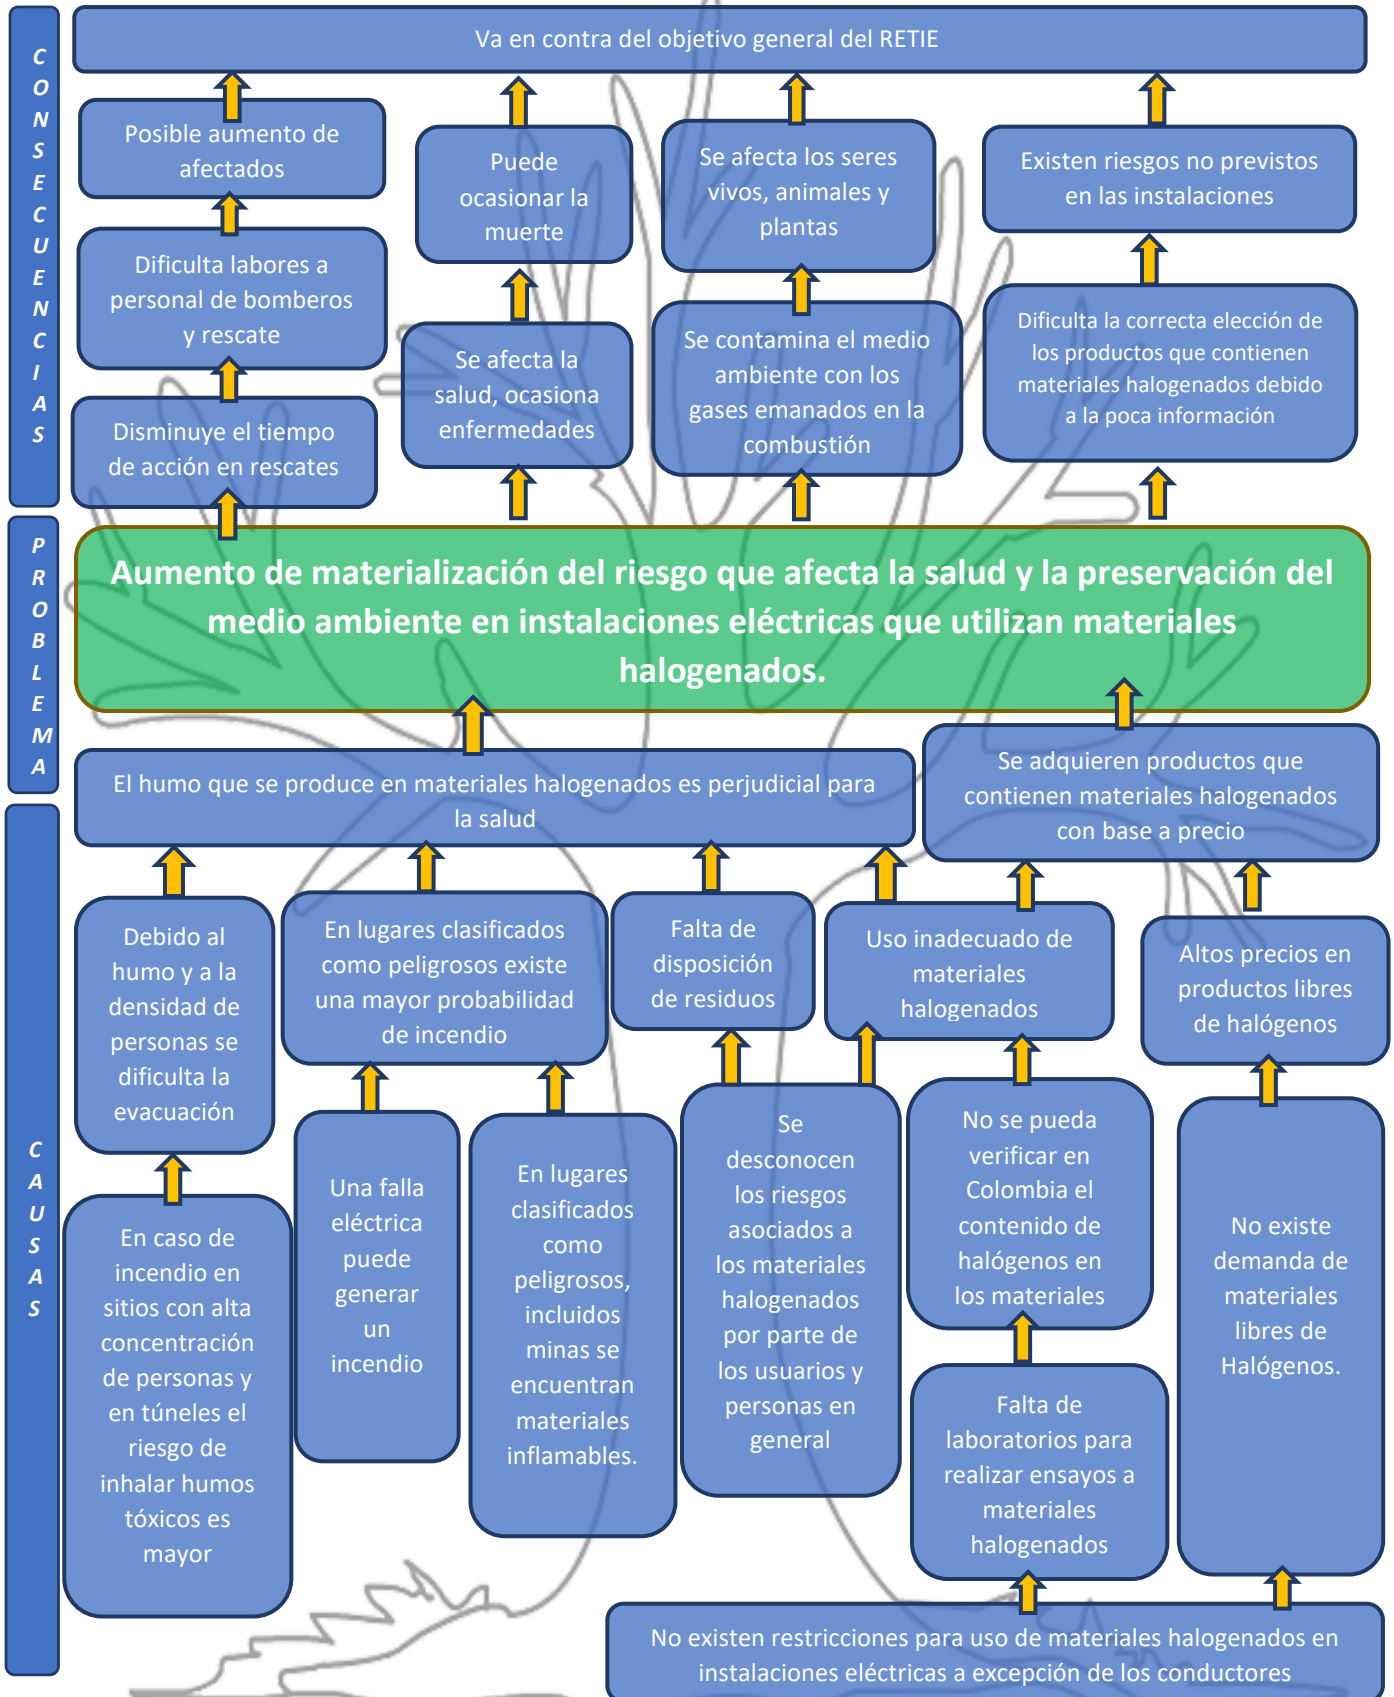 CONSECUENCIAS
Va en contra del objetivo general del RETIE
Posible aumento de
afectados
Puede
ocasionar la
muerte
Se afecta los seres
vivos, animales y
plantas
Existen riesgos no previstos
en las instalaciones
Dificulta labores a
personal de bomberos
y rescate
Se afecta la
salud, ocasiona
enfermedades
Se contamina el medio
ambiente con los
gases emanados en la
combustión
Dificulta la correcta elección de
los productos que contienen
materiales halogenados debido
a la poca información
Disminuye el tiempo
de acción en rescates
PROBLEMA
Aumento de materialización del riesgo que afecta la salud y la preservación del
medio ambiente en instalaciones eléctricas que utilizan materiales
halogenados.
El humo que se produce en materiales halogenados es perjudicial para
la salud
Se adquieren productos que
contienen materiales halogenados
con base a precio
CAUSAS
Debido al
humo y a la
densidad de
personas se
dificulta la
evacuación
En lugares clasificados
como peligrosos existe
una mayor probabilidad
de incendio
Falta de
disposición
de residuos
Uso inadecuado de
materiales
halogenados
Altos precios en
productos libres
de halógenos
En caso de
incendio en
sitios con alta
concentración
de personas y
en túneles el
riesgo de
inhalar humos
tóxicos es
mayor
Una falla
eléctrica
puede
generar
un
incendio
En lugares
clasificados
como
peligrosos,
incluidos
minas se
encuentran
materiales
inflamables.
Se
desconocen
los riesgos
asociados a
los materiales
halogenados
por parte de
los usuarios y
personas en
general
No se pueda
verificar en
Colombia el
contenido de
halógenos en
los materiales
Falta de
laboratorios para
realizar ensayos a
materiales
halogenados
No existe
demanda de
materiales
libres de
Halógenos.
No existen restricciones para uso de materiales halogenados en
instalaciones eléctricas a excepción de los conductores